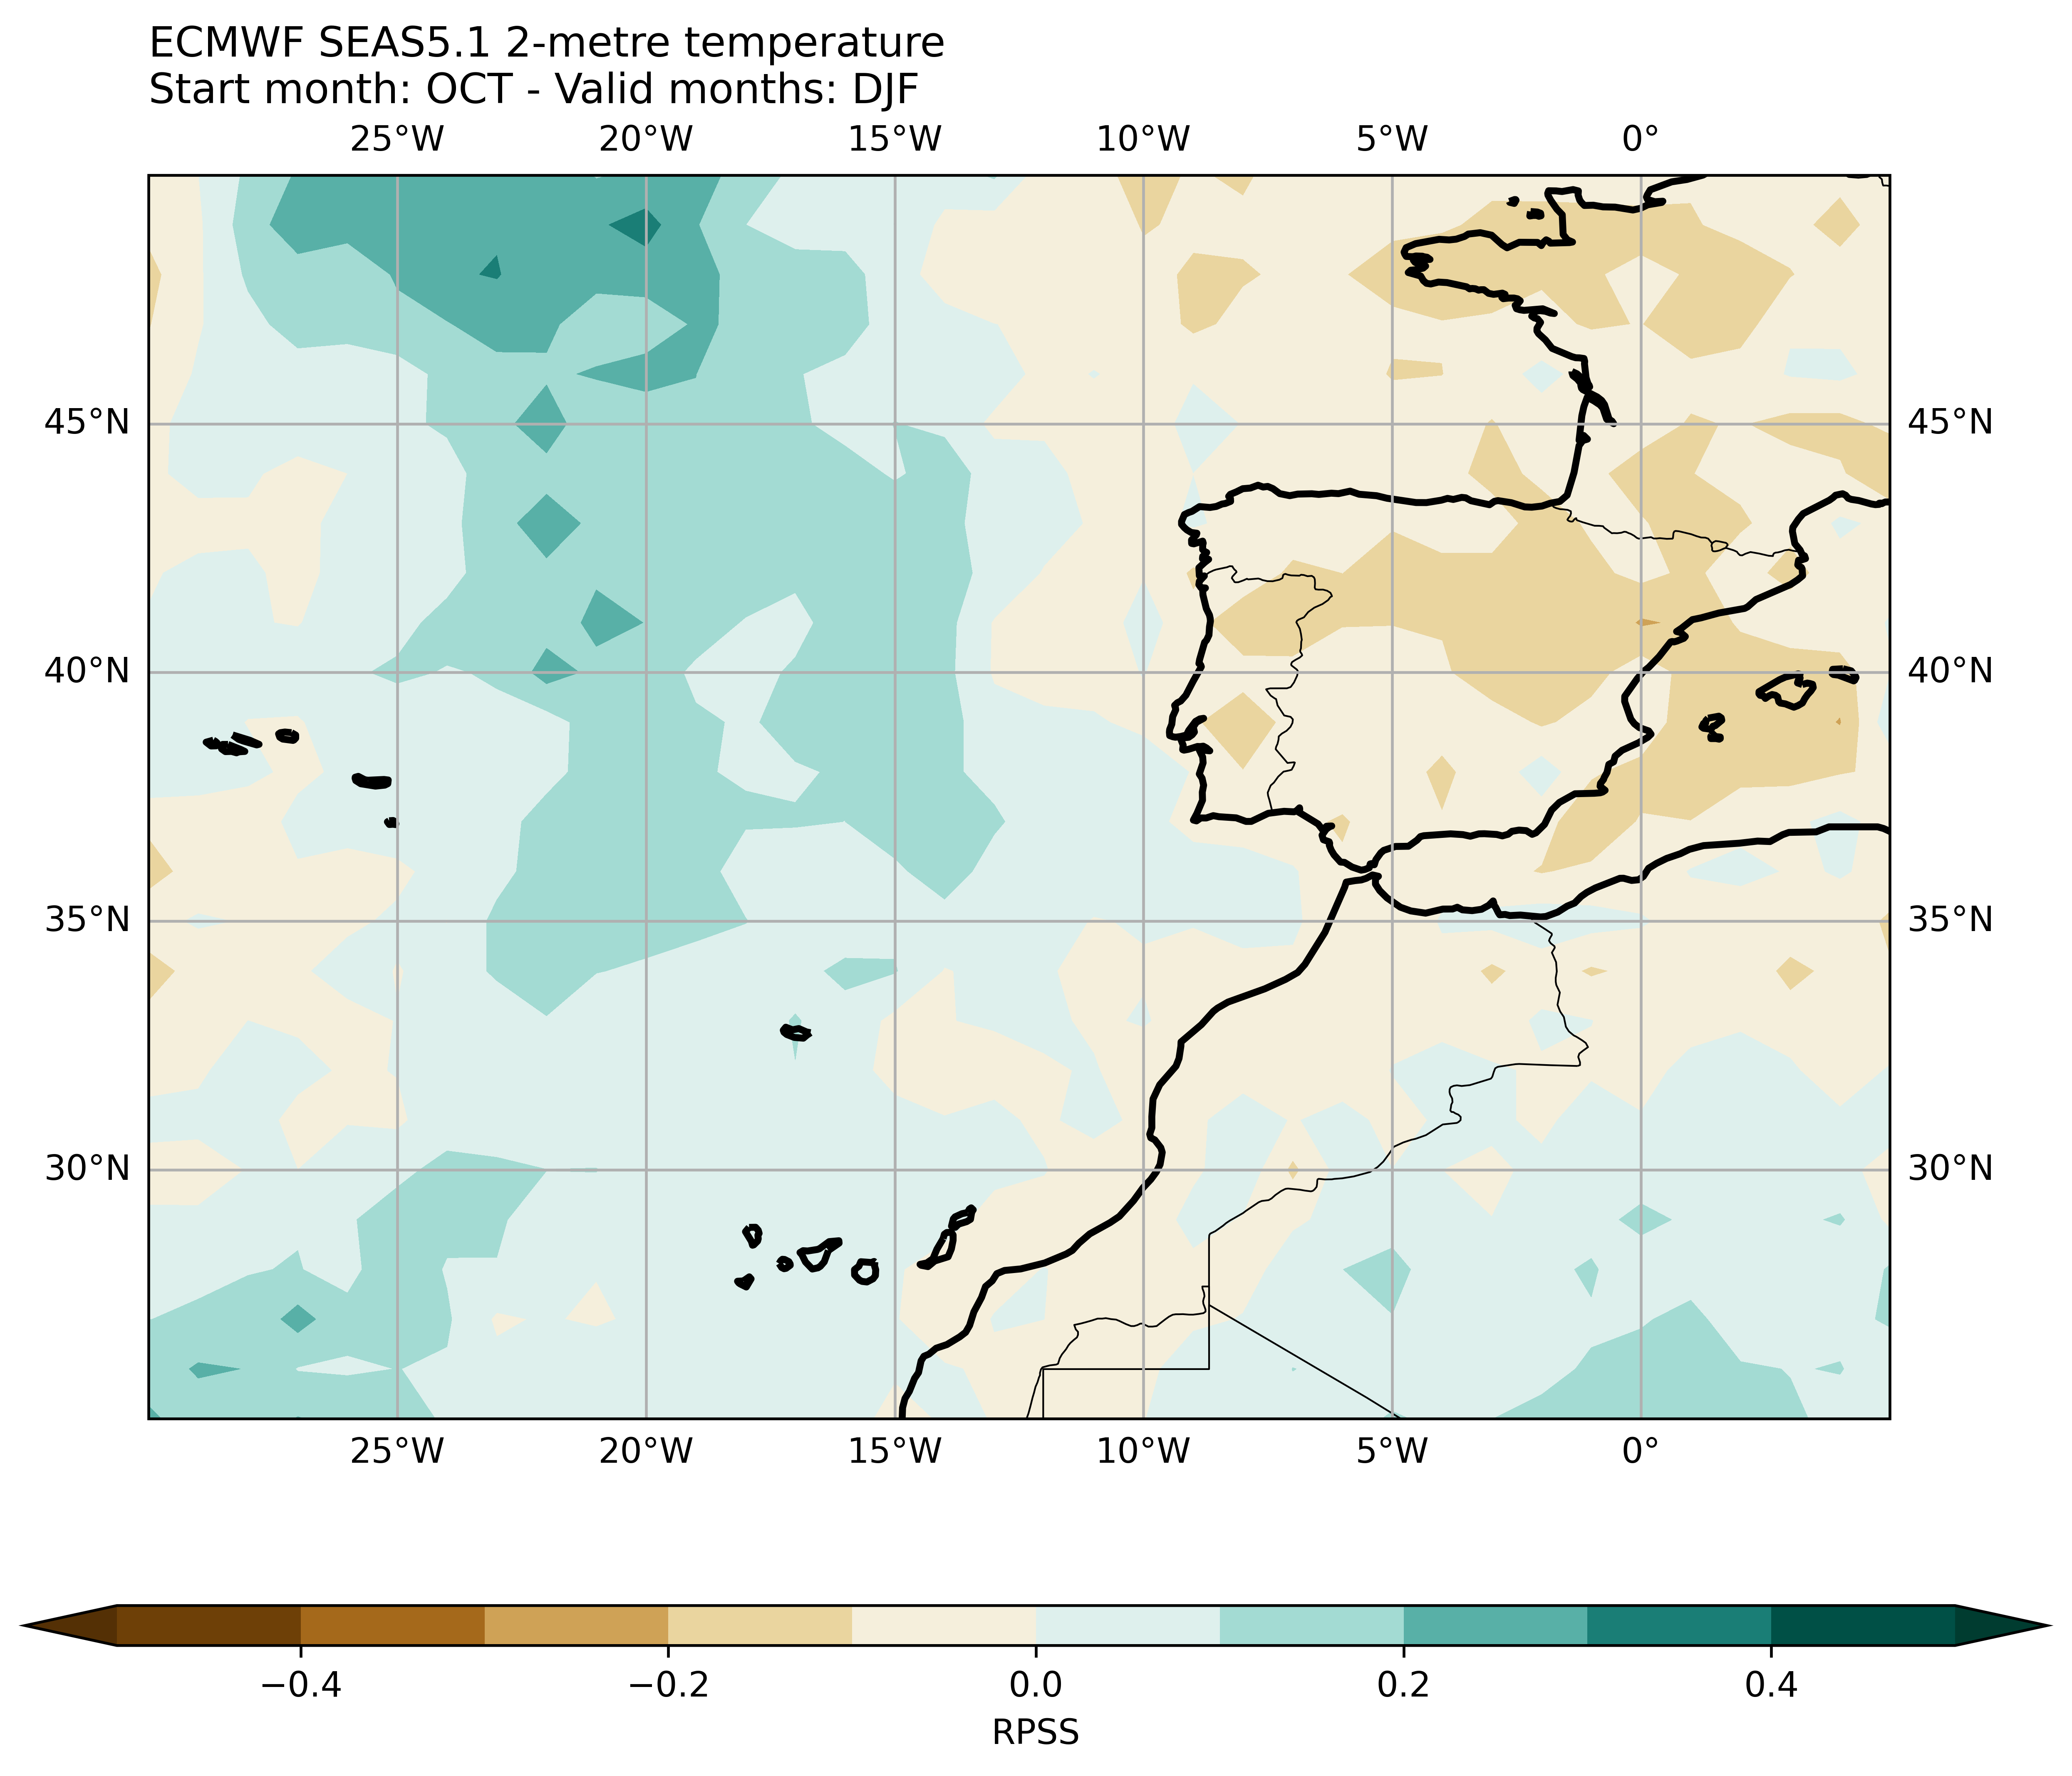 ECMWF SEAS5.1 2-metre temperature
Start month: OCT - Valid months: DJF
25°W 20°W 15°W 10°W 5°W 0°
45°N 45°N
40°N 40°N
35°N 35°N
30°N 30°N
25°W 20°W 15°W 10°W 5°W 0°
−0.4 −0.2 0.0 0.2 0.4
RPSS